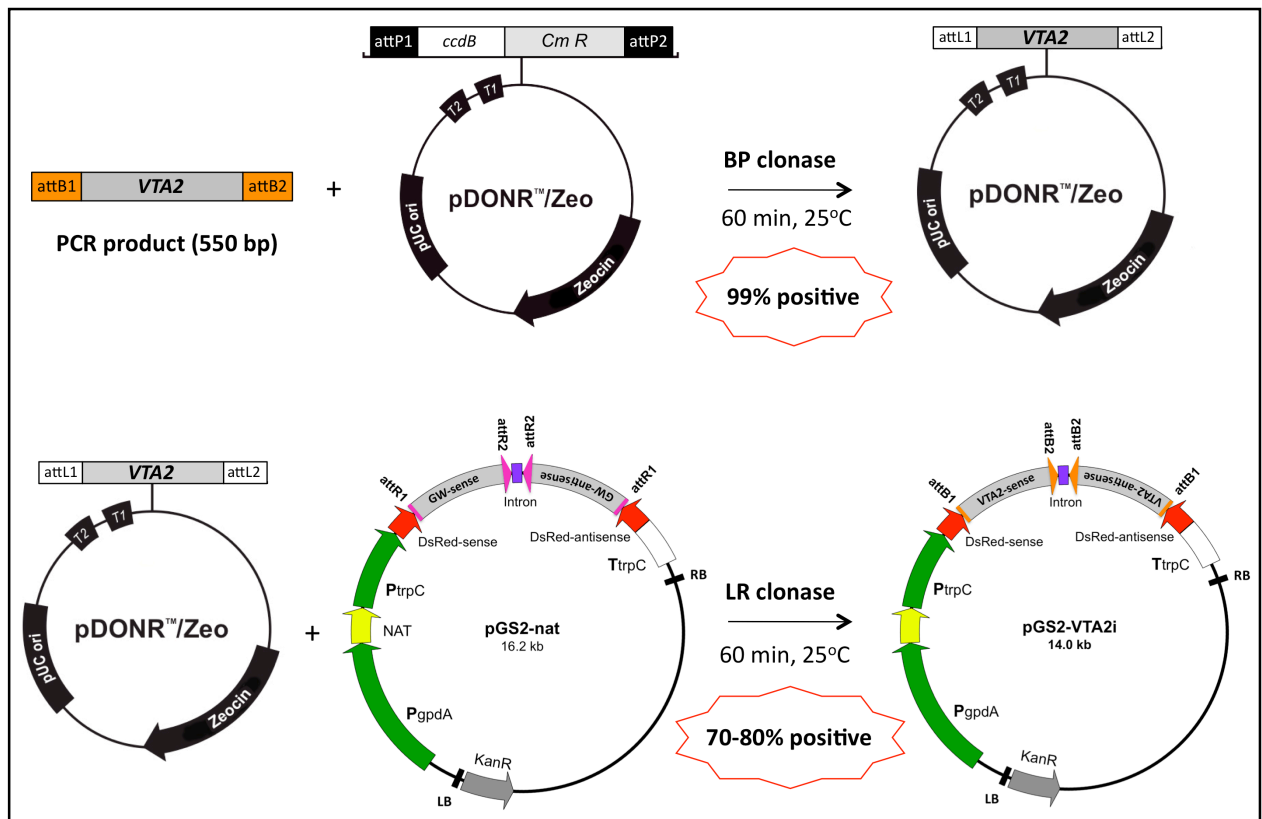 attP1 ccdB Cm R attP2
attL1 VTA2 attL2
T2 T1
T2 T1
attB1 VTA2 attB2
+
pDONR™/Zeo
BP clonase
pDONR™/Zeo
pUC ori
60 min, 25°C
pUC ori
PCR product (550 bp)
Zeocin
99% positive
Zeocin
attR2 attR2
attB2 attB2
attL1 VTA2 attL2
attR1 GW-sense GW-antisense attR1
attB1 VTA2-sense VTA2-antisense attB1
Intron
Intron
T2 T1
DsRed-sense DsRed-antisense
DsRed-sense DsRed-antisense
TtrpC
RB
TtrpC
RB
PtrpC
LR clonase
PtrpC
pDONR™/Zeo
+
NAT
pGS2-nat
16.2 kb
60 min, 25°C
pGS2-VTA2i
14.0 kb
pUC ori
Zeocin
PgpdA
70-80% positive
PgpdA
KanR
KanR
LB
LB